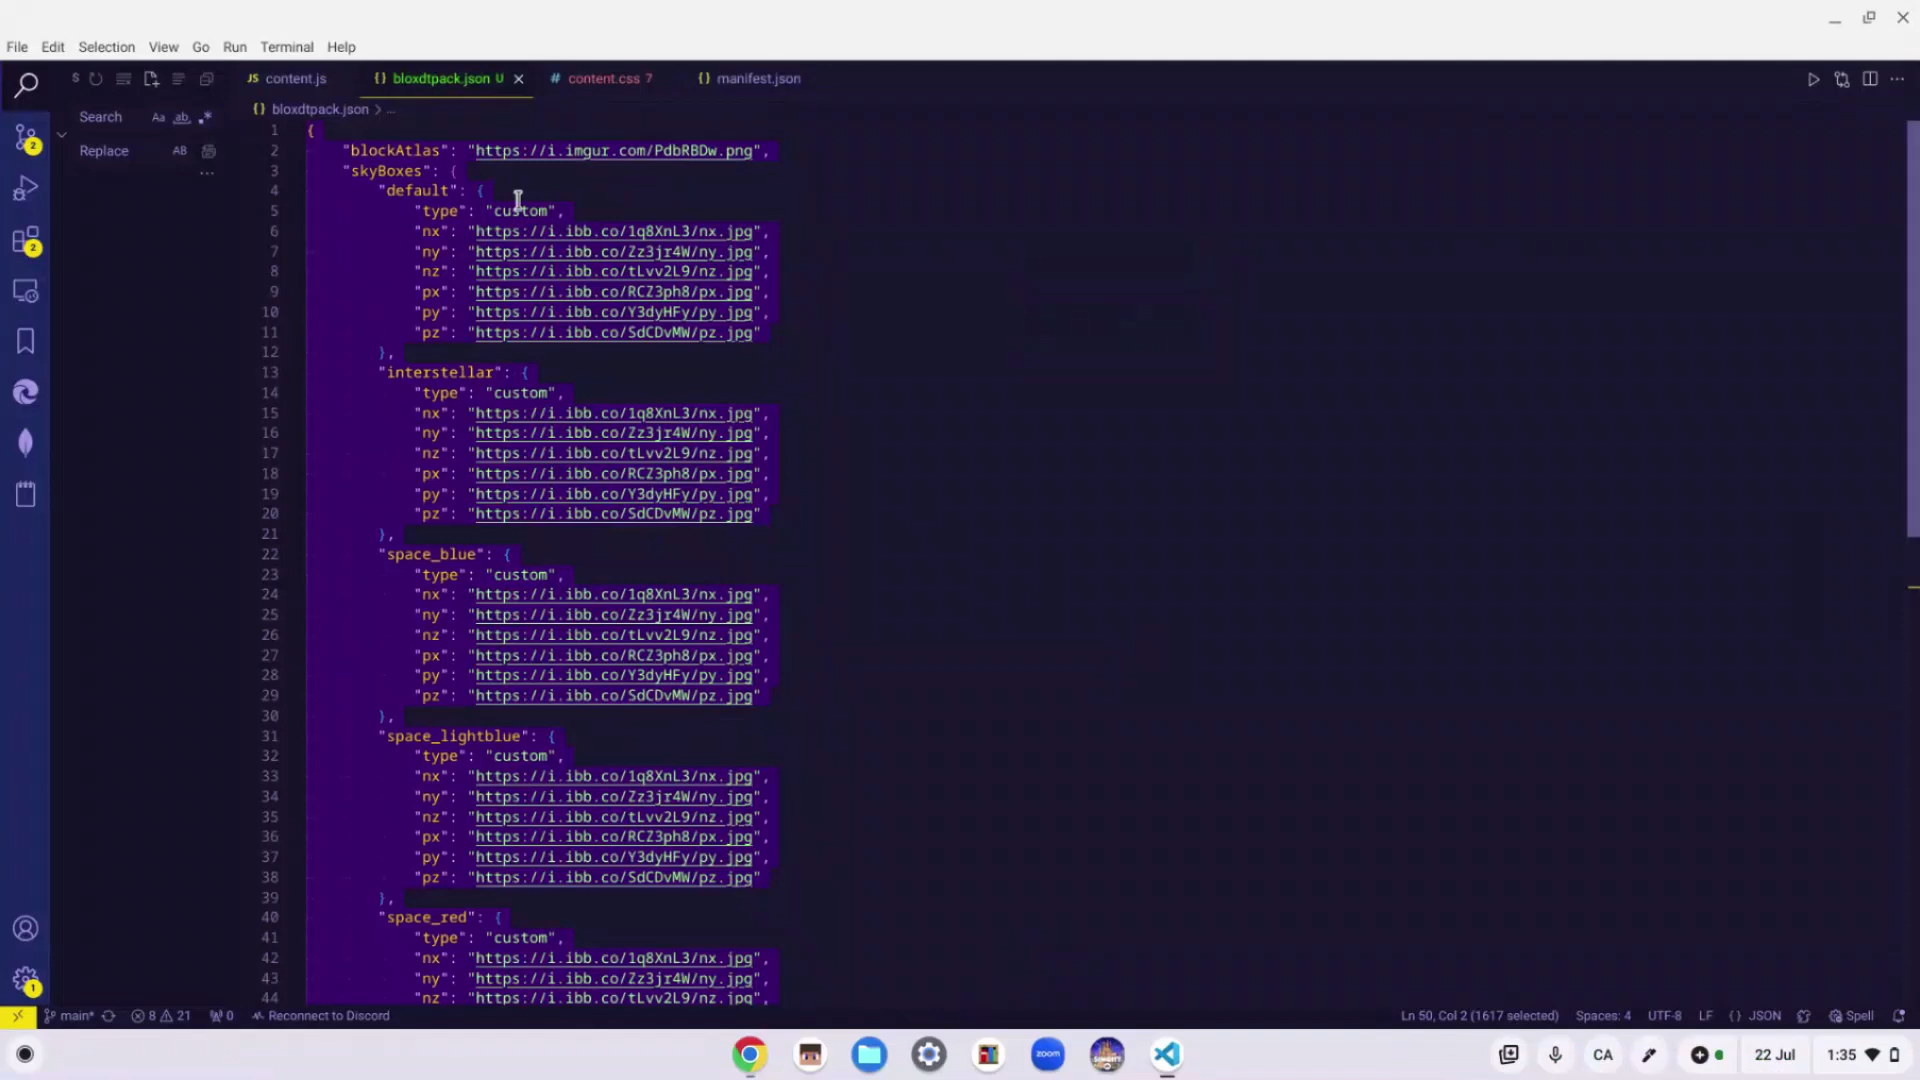 File Edit Selection View Go Run Terminal Help
S
JS content.js
{} bloxdtpack.json U ×
# content.css 7
{} manifest.json
Search Aa ab .*
{} bloxdtpack.json > ...
Replace AB
...
1 {
2 "blockAtlas": "https://i.imgur.com/PdbRBDw.png",
3 "skyBoxes": {
4 "default": {
5 "type": "custom",
6 "nx": "https://i.ibb.co/1q8XnL3/nx.jpg",
7 "ny": "https://i.ibb.co/Zz3jr4W/ny.jpg",
8 "nz": "https://i.ibb.co/tLvv2L9/nz.jpg",
9 "px": "https://i.ibb.co/RCZ3ph8/px.jpg",
10 "py": "https://i.ibb.co/Y3dyHFy/py.jpg",
11 "pz": "https://i.ibb.co/SdCDvMW/pz.jpg"
12 },
13 "interstellar": {
14 "type": "custom",
15 "nx": "https://i.ibb.co/1q8XnL3/nx.jpg",
16 "ny": "https://i.ibb.co/Zz3jr4W/ny.jpg",
17 "nz": "https://i.ibb.co/tLvv2L9/nz.jpg",
18 "px": "https://i.ibb.co/RCZ3ph8/px.jpg",
19 "py": "https://i.ibb.co/Y3dyHFy/py.jpg",
20 "pz": "https://i.ibb.co/SdCDvMW/pz.jpg"
21 },
22 "space_blue": {
23 "type": "custom",
24 "nx": "https://i.ibb.co/1q8XnL3/nx.jpg",
25 "ny": "https://i.ibb.co/Zz3jr4W/ny.jpg",
26 "nz": "https://i.ibb.co/tLvv2L9/nz.jpg",
27 "px": "https://i.ibb.co/RCZ3ph8/px.jpg",
28 "py": "https://i.ibb.co/Y3dyHFy/py.jpg",
29 "pz": "https://i.ibb.co/SdCDvMW/pz.jpg"
30 },
31 "space_lightblue": {
32 "type": "custom",
33 "nx": "https://i.ibb.co/1q8XnL3/nx.jpg",
34 "ny": "https://i.ibb.co/Zz3jr4W/ny.jpg",
35 "nz": "https://i.ibb.co/tLvv2L9/nz.jpg",
36 "px": "https://i.ibb.co/RCZ3ph8/px.jpg",
37 "py": "https://i.ibb.co/Y3dyHFy/py.jpg",
38 "pz": "https://i.ibb.co/SdCDvMW/pz.jpg"
39 },
40 "space_red": {
41 "type": "custom",
42 "nx": "https://i.ibb.co/1q8XnL3/nx.jpg",
43 "ny": "https://i.ibb.co/Zz3jr4W/ny.jpg",
44 "nz": "https://i.ibb.co/tLvv2L9/nz.jpg",
2
2
1
main* 8 21 0 Reconnect to Discord Ln 50, Col 2 (1617 selected) Spaces: 4 UTF-8 LF {} JSON Spell
zoom CA 22 Jul 1:35